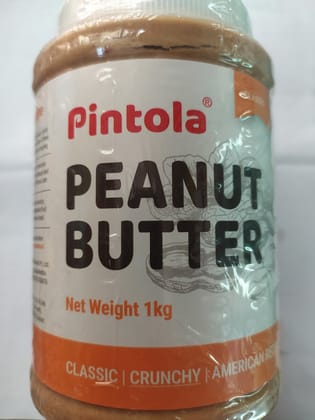 Pintola®
PEANUT
BUTTER
Net Weight 1kg
CLASSIC | CRUNCHY | AMERICAN